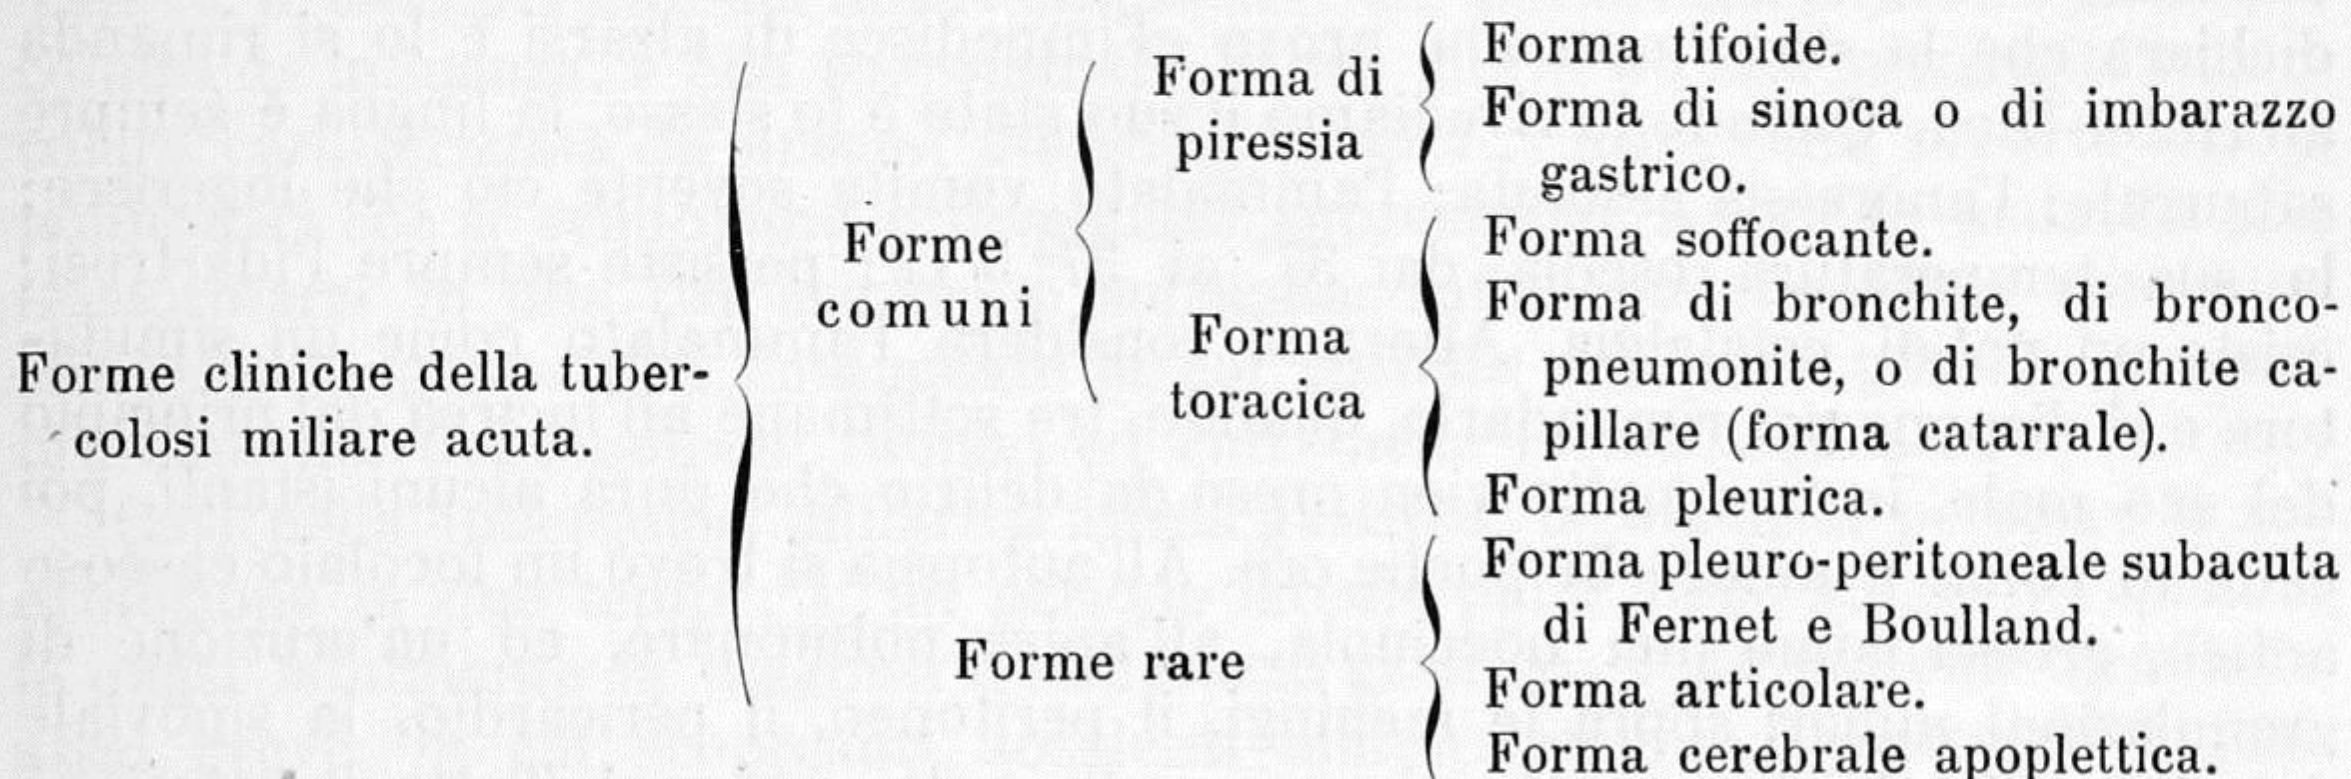 Forme cliniche della tuber-
colosi miliare acuta.
Forme
comuni
Forma di
piressia
Forma tifoide.
Forma di sinoca o di imbarazzo
gastrico.
Forma
toracica
Forma soffocante.
Forma di bronchite, di bronco-
pneumonite, o di bronchite ca-
pillare (forma catarrale).
Forma pleurica.
Forme rare
Forma pleuro-peritoneale subacuta
di Fernet e Boulland.
Forma articolare.
Forma cerebrale apoplettica.